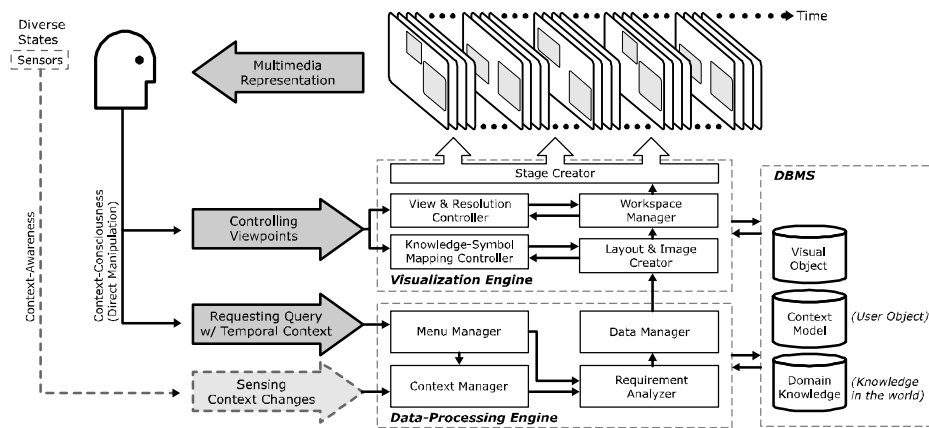 Diverse
States
Sensors
Time
Multimedia
Representation
Context-Awareness
Context-Consciousness
(Direct Manipulation)
Stage Creator
Controlling
Viewpoints
View & Resolution
Controller
Workspace
Manager
Knowledge-Symbol
Mapping Controller
Layout & Image
Creator
Visualization Engine
Requesting Query
w/ Temporal Context
Menu Manager
Data Manager
Sensing
Context Changes
Context Manager
Requirement
Analyzer
Data-Processing Engine
DBMS
Visual
Object
Context
Model
(User Object)
Domain
Knowledge
(Knowledge
in the world)